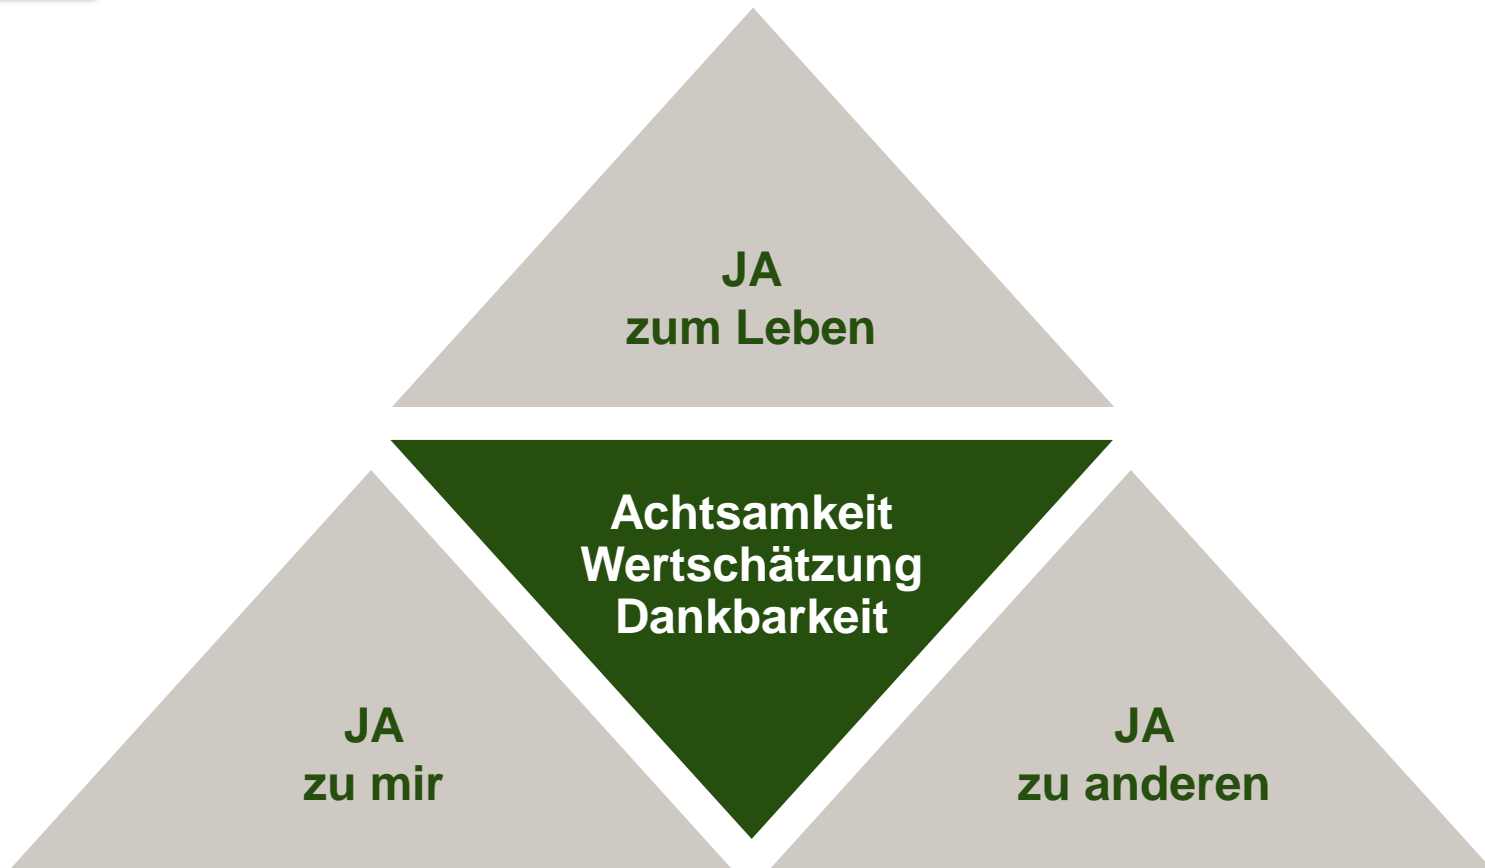 JA
zum Leben
Achtsamkeit
Wertschätzung
Dankbarkeit
JA
zu mir
JA
zu anderen